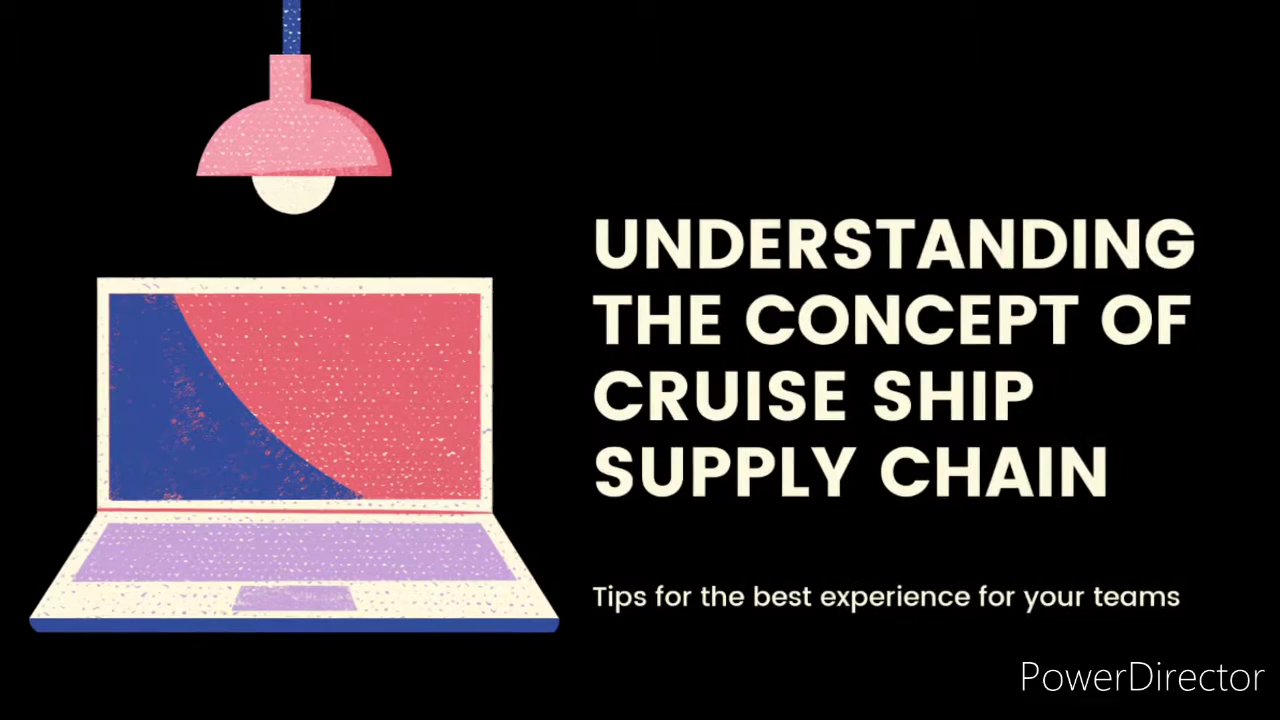 UNDERSTANDING
THE CONCEPT OF
CRUISE SHIP
SUPPLY CHAIN
Tips for the best experience for your teams
PowerDirector